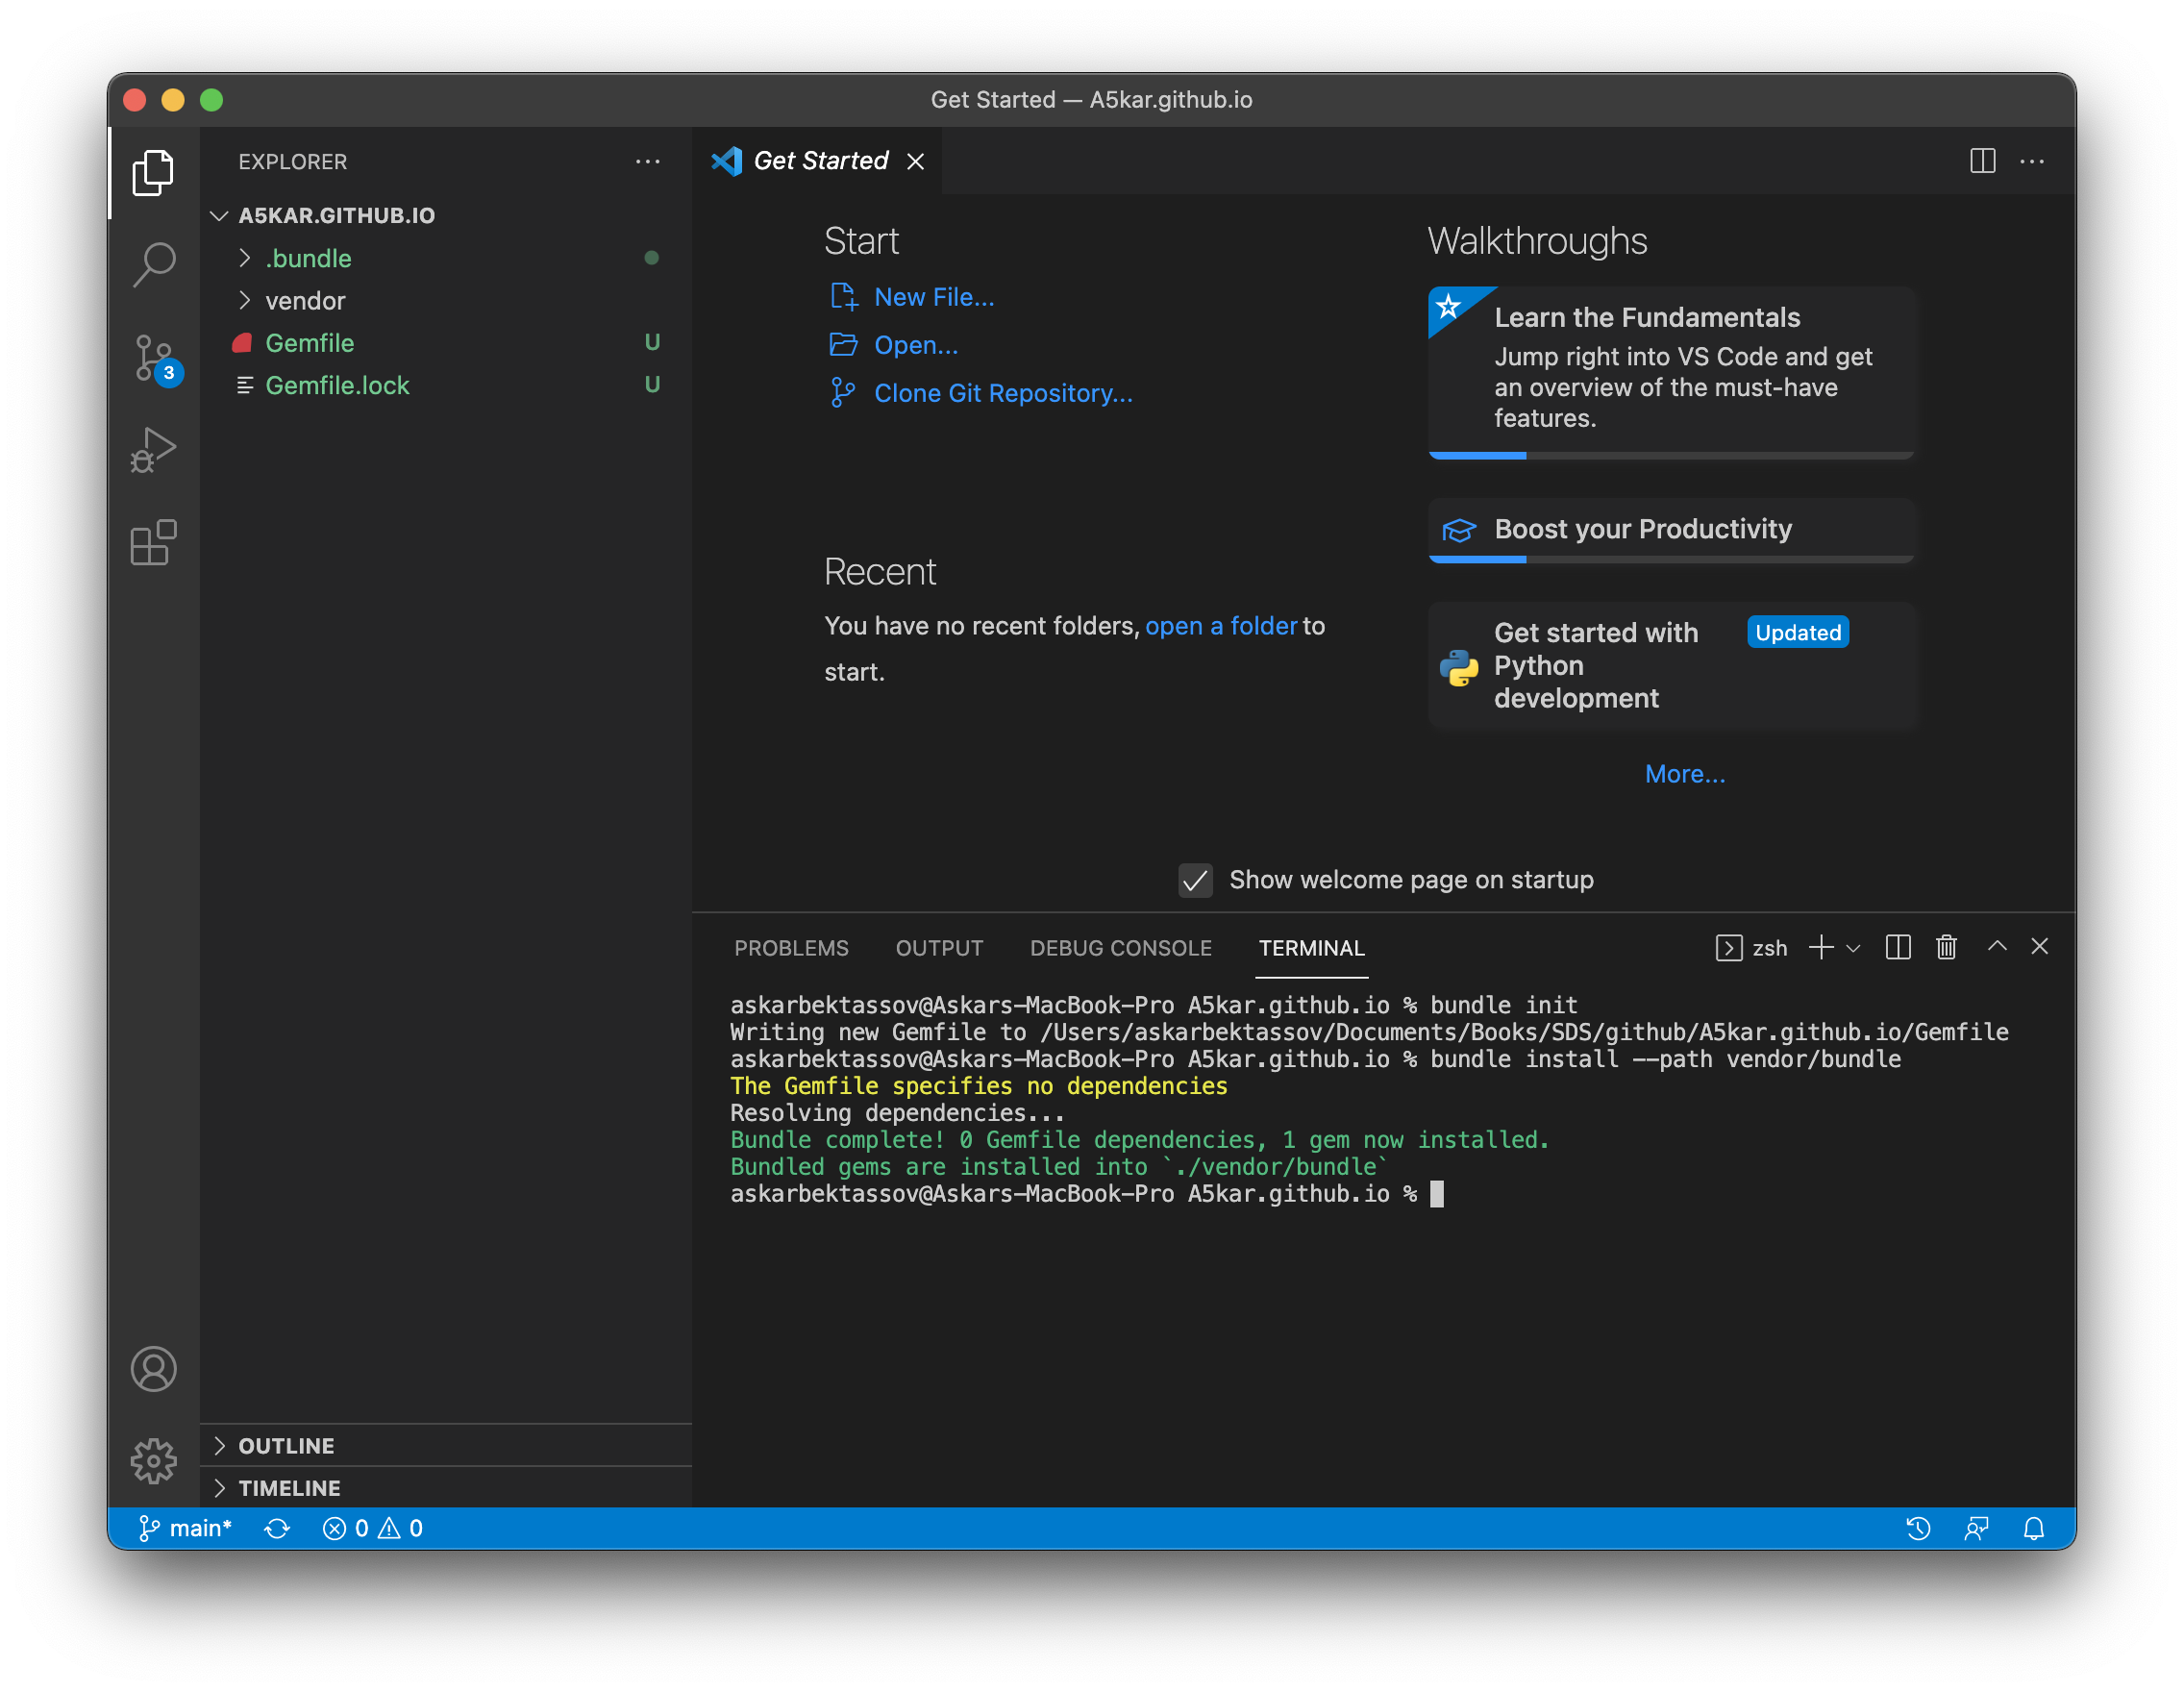 Get Started — A5kar.github.io
EXPLORER
A5KAR.GITHUB.IO
.bundle
vendor
Gemfile U
Gemfile.lock U
3
OUTLINE
TIMELINE
Get Started
Start
New File...
Open...
Clone Git Repository...
Recent
You have no recent folders, open a folder to
start.
Walkthroughs
Learn the Fundamentals
Jump right into VS Code and get
an overview of the must-have
features.
Boost your Productivity
Get started with Updated
Python
development
More...
Show welcome page on startup
PROBLEMS OUTPUT DEBUG CONSOLE TERMINAL zsh
askarbektassov@Askars-MacBook-Pro A5kar.github.io % bundle init
Writing new Gemfile to /Users/askarbektassov/Documents/Books/SDS/github/A5kar.github.io/Gemfile
askarbektassov@Askars-MacBook-Pro A5kar.github.io % bundle install --path vendor/bundle
The Gemfile specifies no dependencies
Resolving dependencies...
Bundle complete! 0 Gemfile dependencies, 1 gem now installed.
Bundled gems are installed into `./vendor/bundle`
askarbektassov@Askars-MacBook-Pro A5kar.github.io %
main* 0 0